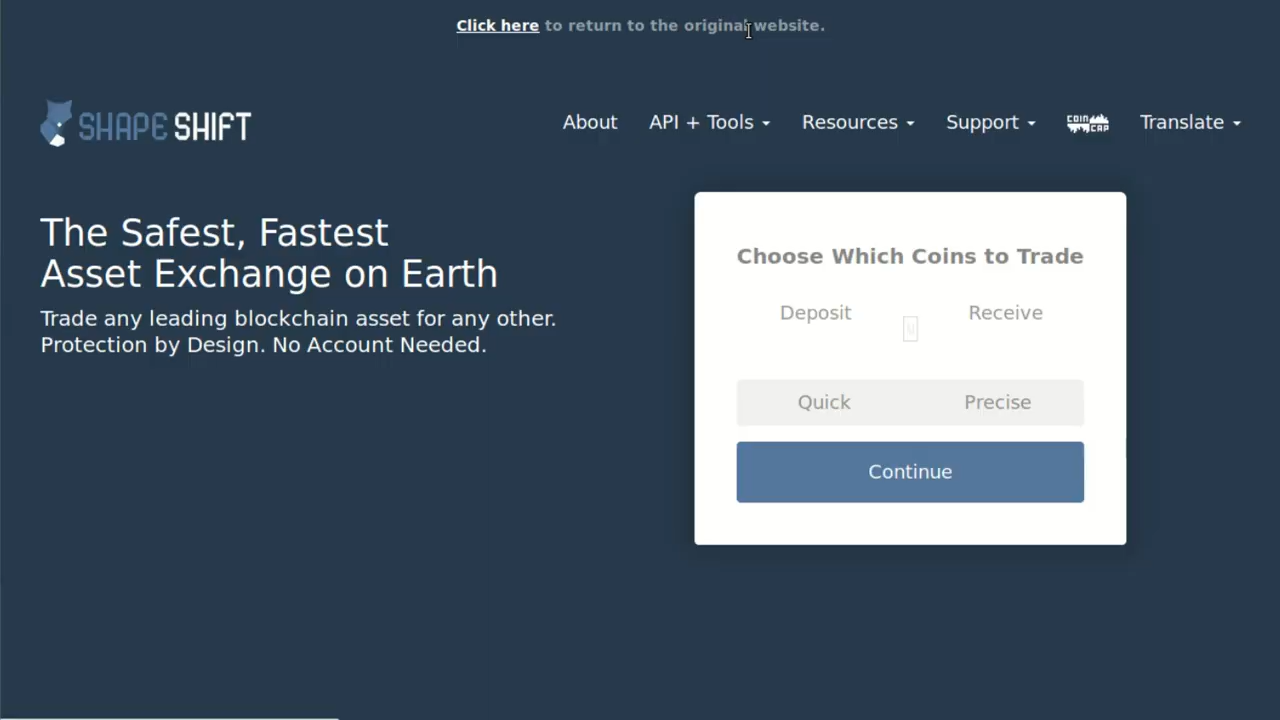 Click here to return to the original website.
SHAPESHIFT
About
API + Tools
Resources
Support
COINCAP
Translate
The Safest, Fastest
Asset Exchange on Earth
Trade any leading blockchain asset for any other.
Protection by Design. No Account Needed.
Choose Which Coins to Trade
Deposit
Receive
Quick
Precise
Continue